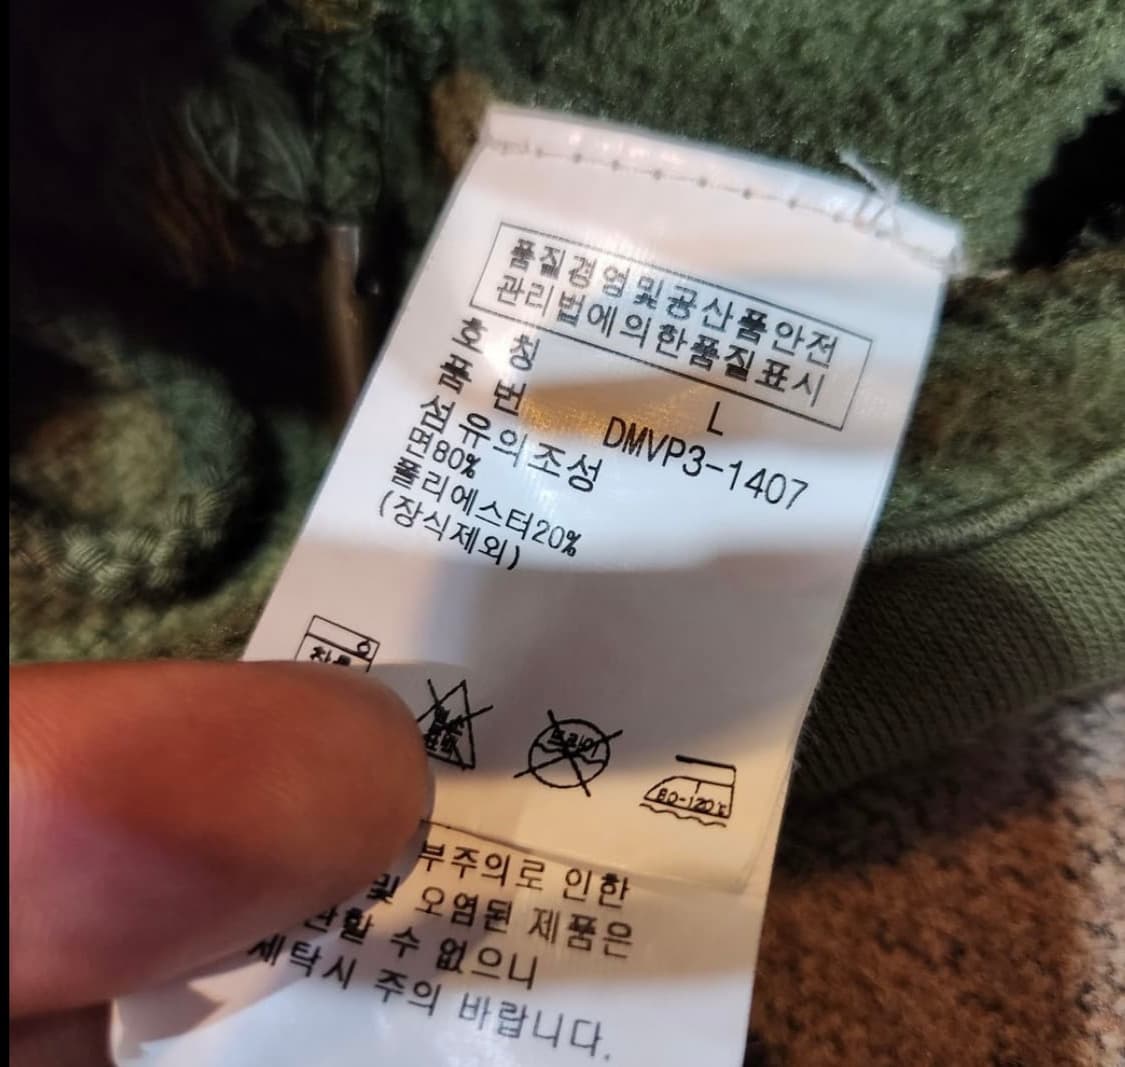 품질경영및공산품안전
관리법에의한품질표시
호 칭 L
품 번 DMVP3-1407
섬유의조성
면80%
폴리에스터20%
(장식제외)
드라이
80-120℃
부주의로 인한
및 오염된 제품은
수 없으니
세탁시 주의 바랍니다.